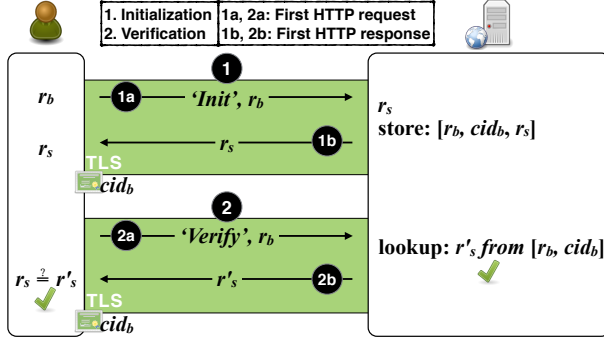 1. Initialization 1a, 2a: First HTTP request
2. Verification 1b, 2b: First HTTP response
1
r_b 1a 'Init', r_b r_s
store: [r_b, cid_b, r_s]
r_s r_s 1b
TLS
cid_b
2
2a 'Verify', r_b lookup: r'_s from [r_b, cid_b]
r_s ≟ r'_s r'_s 2b
TLS
cid_b